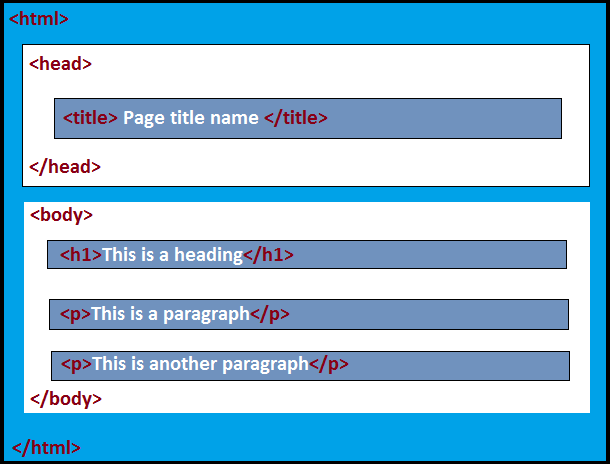 <html>
<head>
<title> Page title name </title>
</head>
<body>
<h1>This is a heading</h1>
<p>This is a paragraph</p>
<p>This is another paragraph</p>
</body>
</html>